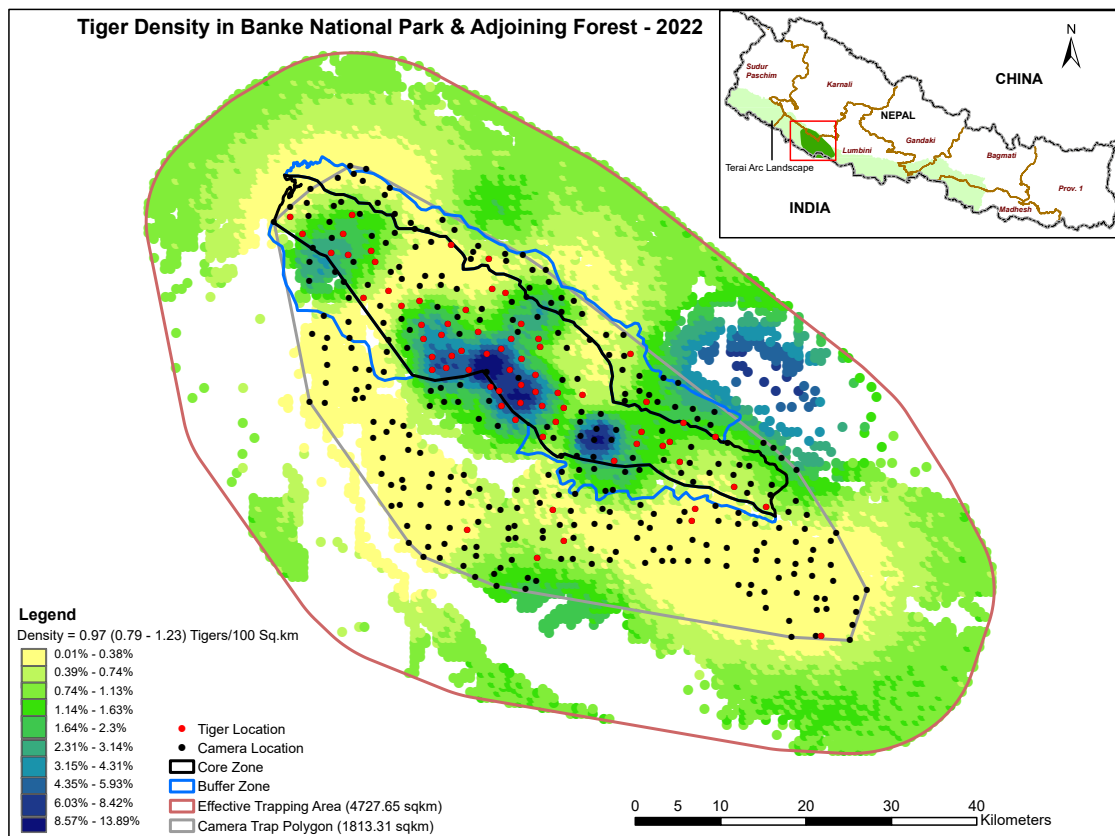 Tiger Density in Banke National Park & Adjoining Forest - 2022
N
CHINA
Sudur
Paschim
Karnali
NEPAL
Gandaki
Lumbini
Bagmati
Terai Arc Landscape
Prov. 1
Madhesh
INDIA
Legend
Density = 0.97 (0.79 - 1.23) Tigers/100 Sq.km
0.01% - 0.38%
0.39% - 0.74%
0.74% - 1.13%
1.14% - 1.63%
1.64% - 2.3%
2.31% - 3.14%
3.15% - 4.31%
4.35% - 5.93%
6.03% - 8.42%
8.57% - 13.89%
Tiger Location
Camera Location
Core Zone
Buffer Zone
Effective Trapping Area (4727.65 sqkm)
Camera Trap Polygon (1813.31 sqkm)
0 5 10 20 30 40
Kilometers